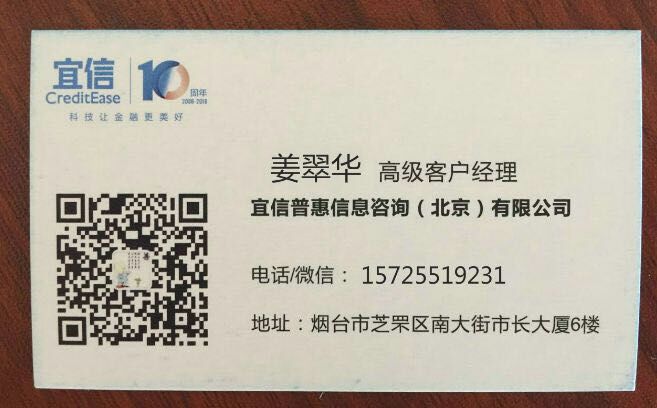 宜信
CreditEase
10
周年
2006-2016
科技让金融更美好
姜翠华 高级客户经理
宜信普惠信息咨询（北京）有限公司
电话/微信： 15725519231
地址：烟台市芝罘区南大街市长大厦6楼